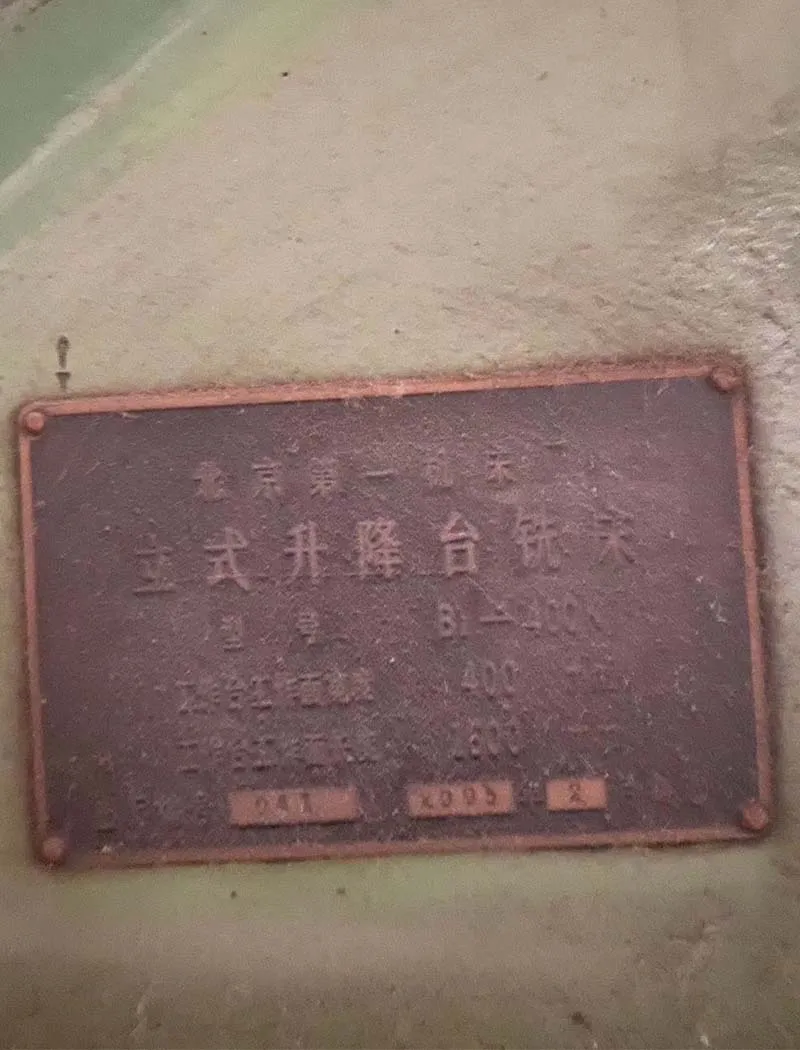 北京第一机床厂
立式升降台铣床
型号 B1-400K
工作台工作面宽度 400
工作台工作面长度 1600
041 年 2